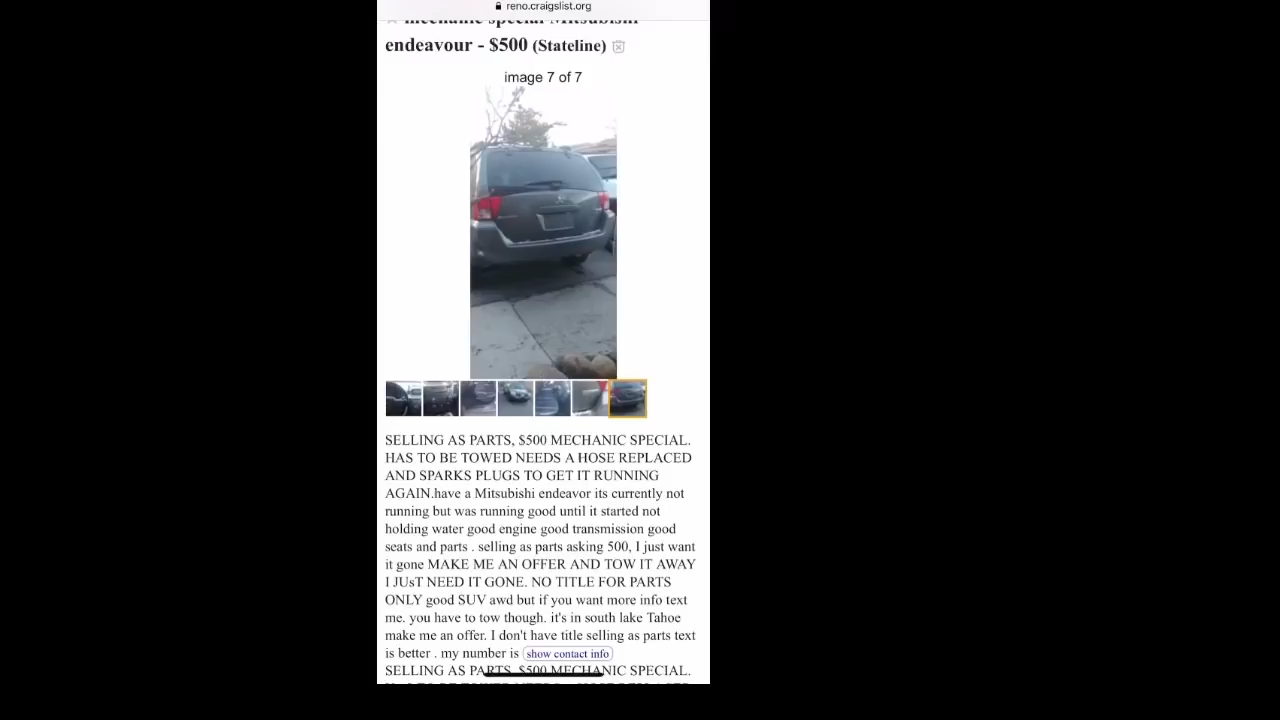 reno.craigslist.org
mechanic special Mitsubishi
endeavour - $500 (Stateline)
image 7 of 7
SELLING AS PARTS, $500 MECHANIC SPECIAL.
HAS TO BE TOWED NEEDS A HOSE REPLACED
AND SPARKS PLUGS TO GET IT RUNNING
AGAIN.have a Mitsubishi endeavor its currently not
running but was running good until it started not
holding water good engine good transmission good
seats and parts . selling as parts asking 500, I just want
it gone MAKE ME AN OFFER AND TOW IT AWAY
I JUsT NEED IT GONE. NO TITLE FOR PARTS
ONLY good SUV awd but if you want more info text
me. you have to tow though. it's in south lake Tahoe
make me an offer. I don't have title selling as parts text
is better . my number is show contact info
SELLING AS PARTS, $500 MECHANIC SPECIAL.